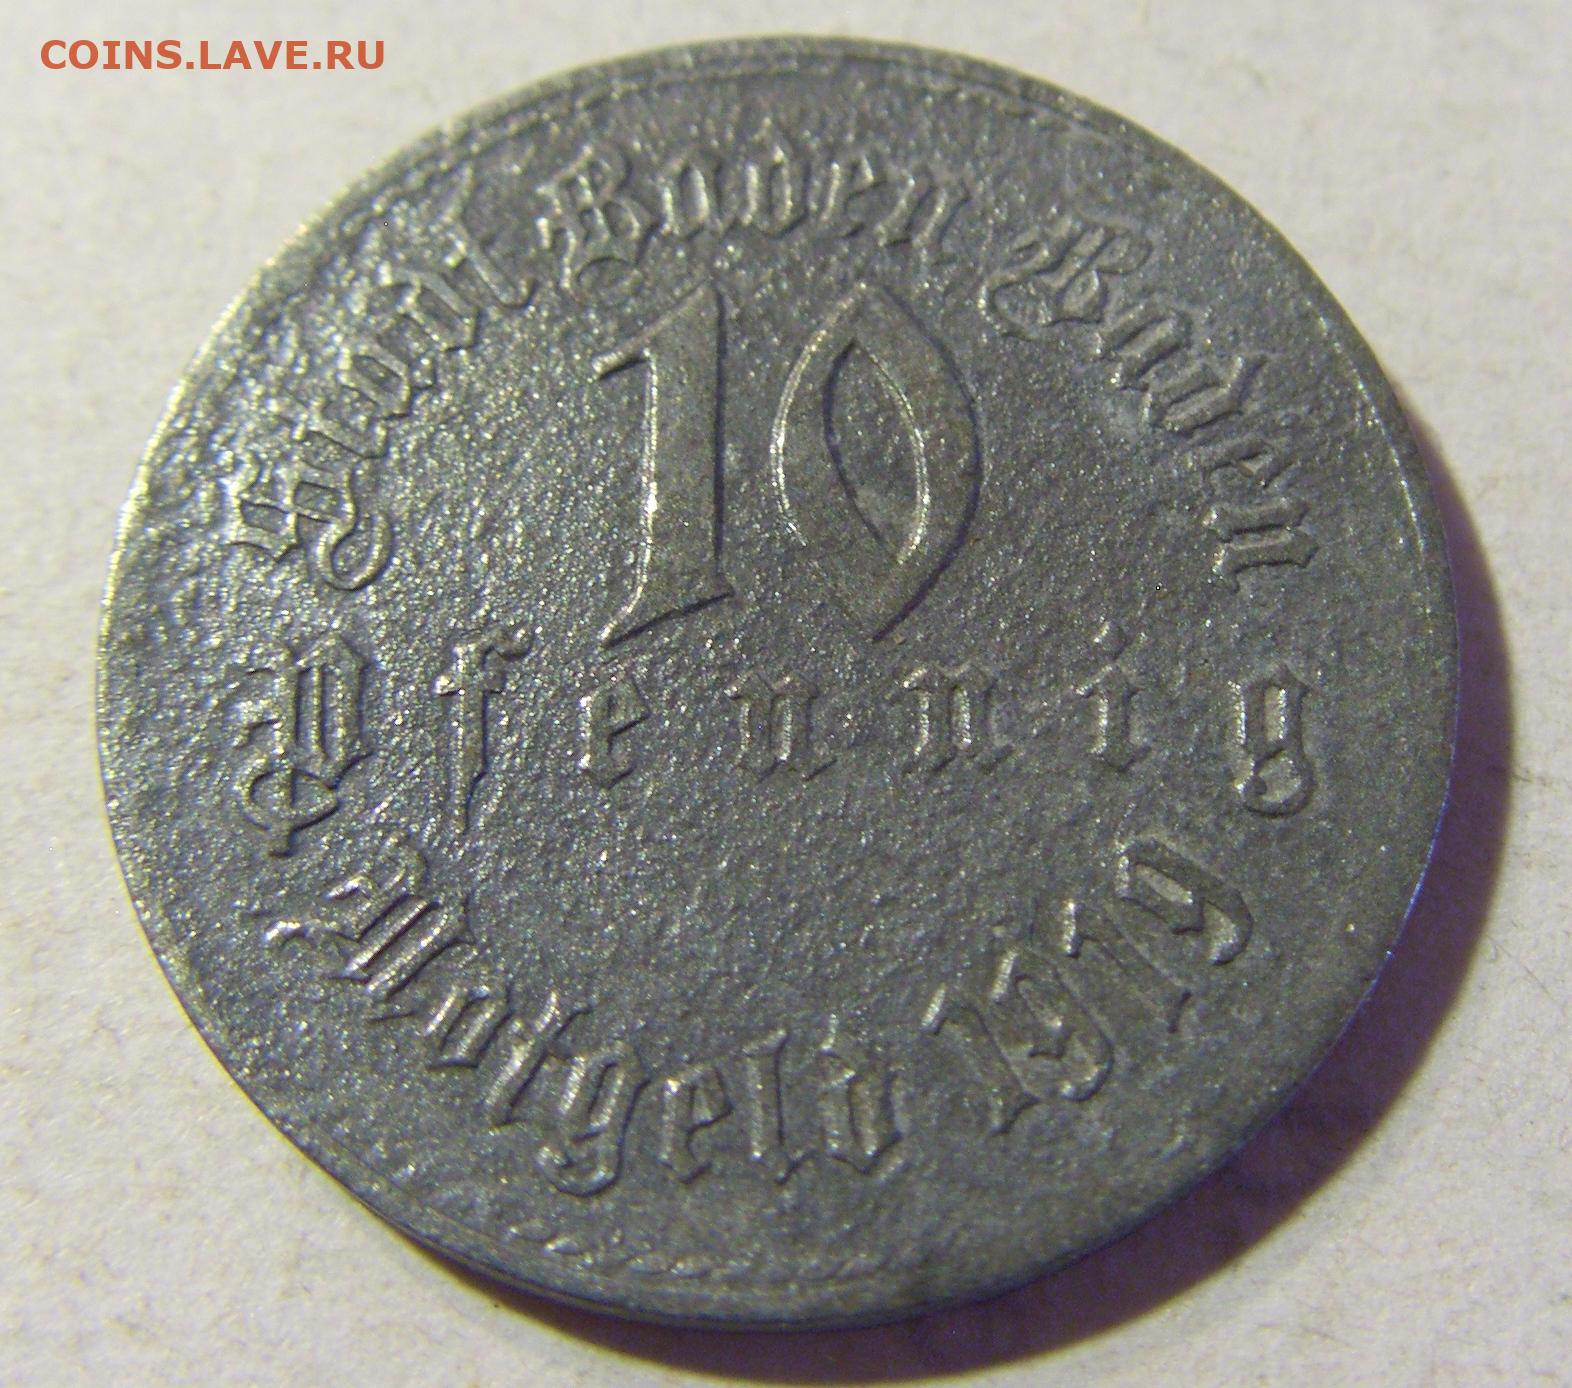 COINS.LAVE.RU
Stadt Baden Baden
10
Pfennig
Notgeld 1919